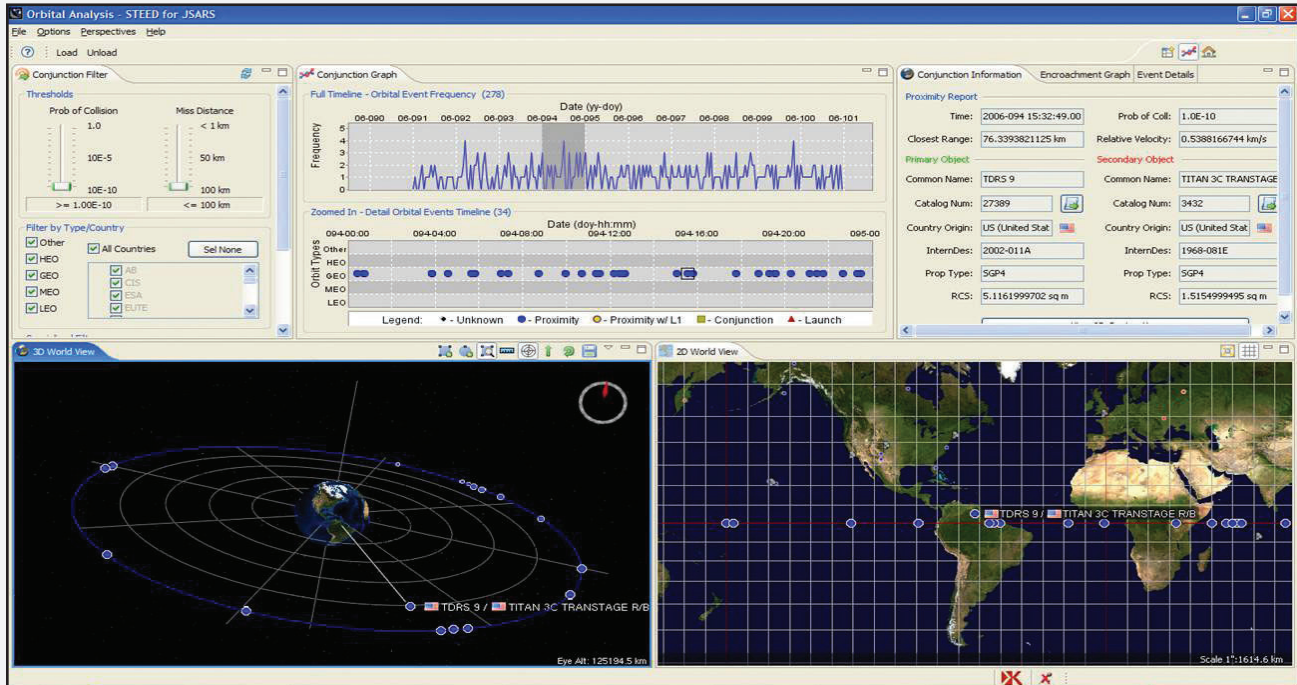 Orbital Analysis - STEED for JSARS
File Options Perspectives Help
Load Unload
Conjunction Filter
Thresholds
Prob of Collision Miss Distance
1.0 < 1 km
10E-5 50 km
10E-10 100 km
>= 1.00E-10 <= 100 km
Filter by Type/Country
Other
HEO
GEO
MEO
LEO
All Countries Sel None
AB
CIS
ESA
EUTE
Conjunction Graph
Full Timeline - Orbital Event Frequency (278)
Date (yy-doy)
06-090 06-091 06-092 06-093 06-094 06-095 06-096 06-097 06-098 06-099 06-100 06-101
Frequency
5
4
3
2
1
0
Zoomed In - Detail Orbital Events Timeline (34)
Date (doy-hh:mm)
094-00:00 094-04:00 094-08:00 094-12:00 094-16:00 094-20:00 095-00
Orbit Types
Other
HEO
GEO
MEO
LEO
Legend: - Unknown - Proximity - Proximity w/ L1 - Conjunction - Launch
Conjunction Information Encroachment Graph Event Details
Proximity Report
Time: 2006-094 15:32:49.00 Prob of Coll: 1.0E-10
Closest Range: 76.3393821125 km Relative Velocity: 0.5388166744 km/s
Primary Object Secondary Object
Common Name: TDRS 9 Common Name: TITAN 3C TRANSTAGE
Catalog Num: 27389 Catalog Num: 3432
Country Origin: US (United Stat Country Origin: US (United Stat
InternDes: 2002-011A InternDes: 1968-081E
Prop Type: SGP4 Prop Type: SGP4
RCS: 5.1161999702 sq m RCS: 1.5154999495 sq m
3D World View
TDRS 9 / TITAN 3C TRANSTAGE R/B
Eye Alt: 125194.5 km
2D World View
TDRS 9 / TITAN 3C TRANSTAGE R/B
Scale 1":1614.6 km